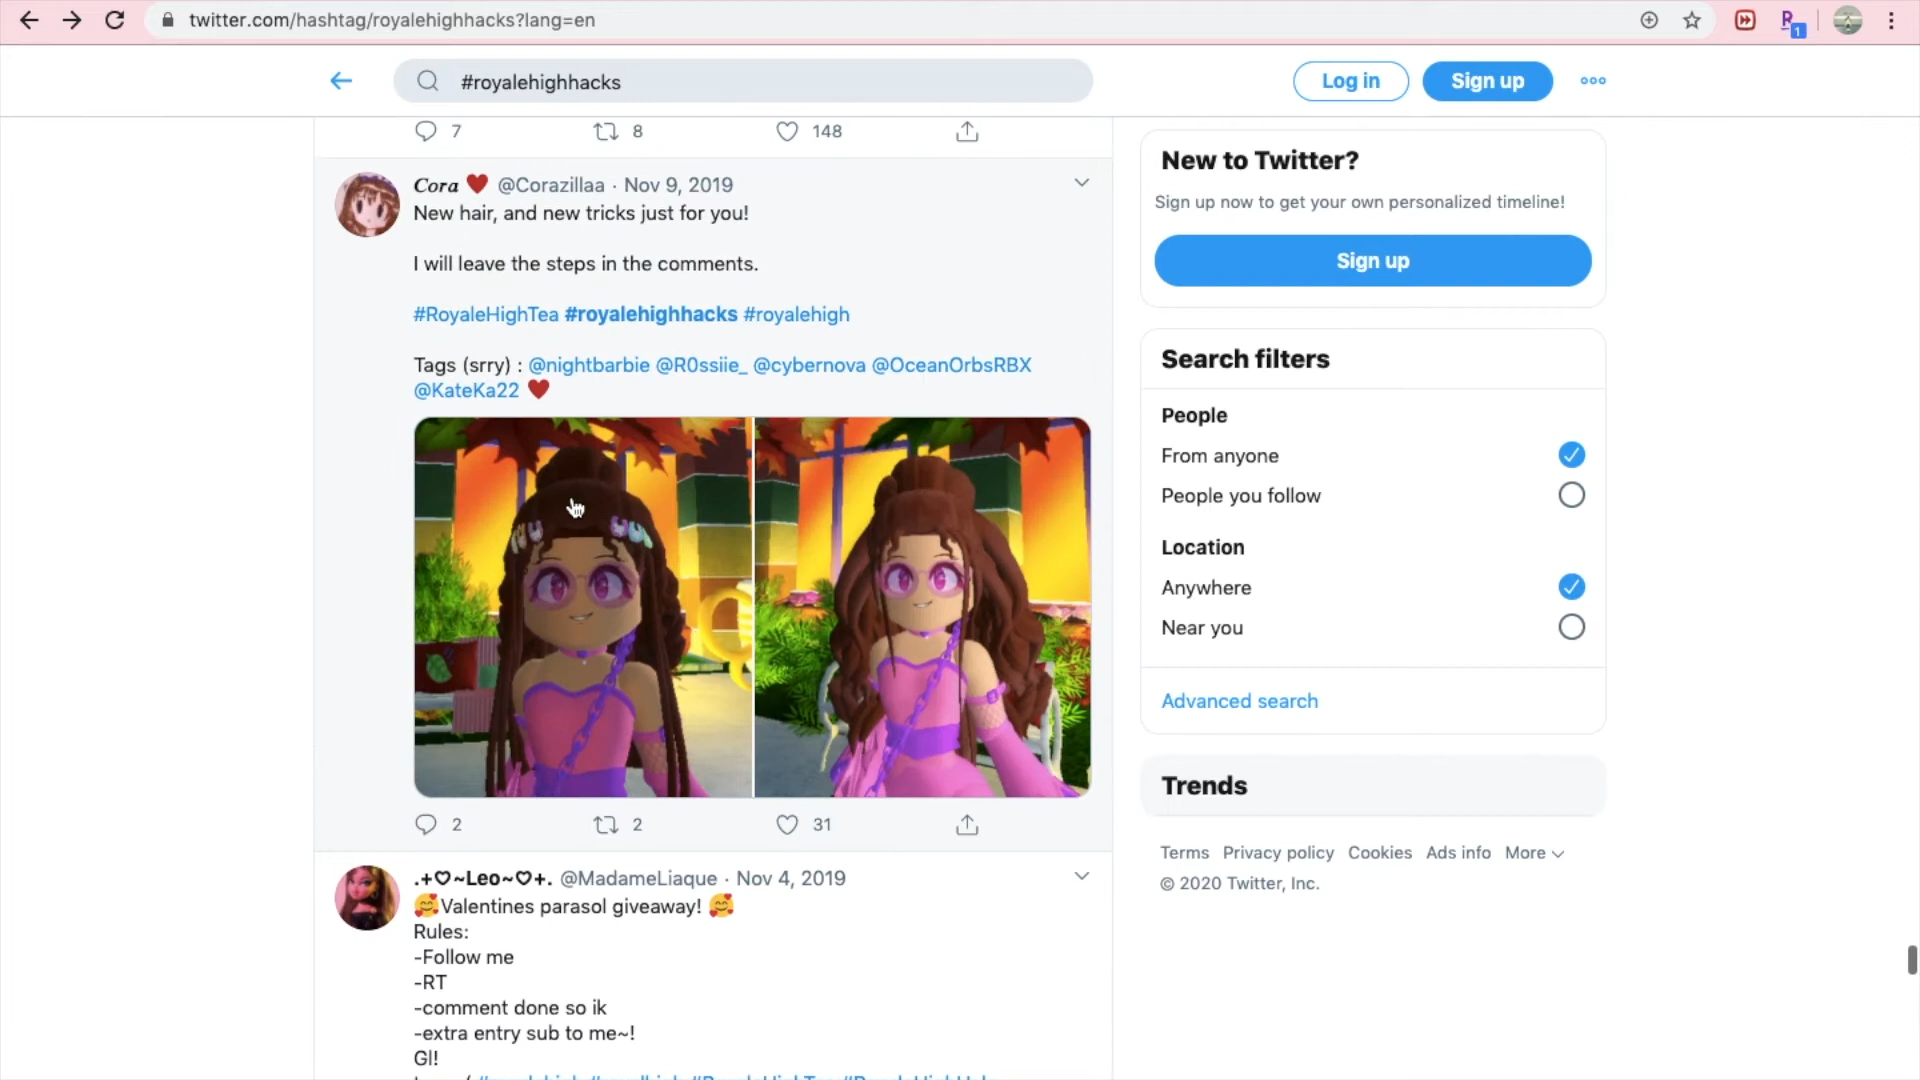 twitter.com/hashtag/royalehighhacks?lang=en
1
#royalehighhacks
Log in
Sign up
7
8
148
Cora ❤️ @Corazillaa · Nov 9, 2019
New hair, and new tricks just for you!
I will leave the steps in the comments.
#RoyaleHighTea #royalehighhacks #royalehigh
Tags (srry) : @nightbarbie @R0ssiie_ @cybernova @OceanOrbsRBX
@KateKa22 ❤️
2
2
31
.+♡~Leo~♡+. @MadameLiaque · Nov 4, 2019
🥰Valentines parasol giveaway! 🥰
Rules:
-Follow me
-RT
-comment done so ik
-extra entry sub to me~!
Gl!
New to Twitter?
Sign up now to get your own personalized timeline!
Sign up
Search filters
People
From anyone
People you follow
Location
Anywhere
Near you
Advanced search
Trends
Terms Privacy policy Cookies Ads info More
© 2020 Twitter, Inc.